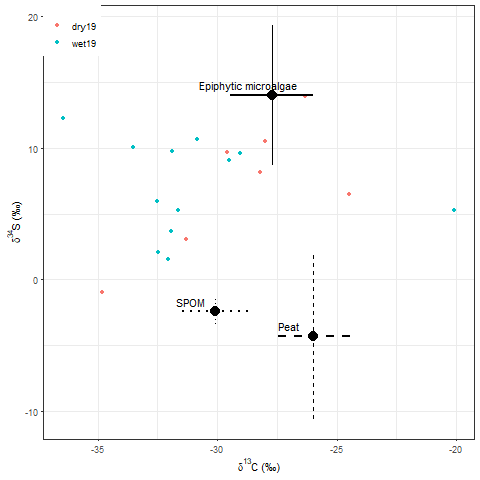 20
dry19
wet19
Epiphytic microalgae
10
δ34S (‰)
0
SPOM
Peat
-10
-35
-30
-25
-20
δ13C (‰)